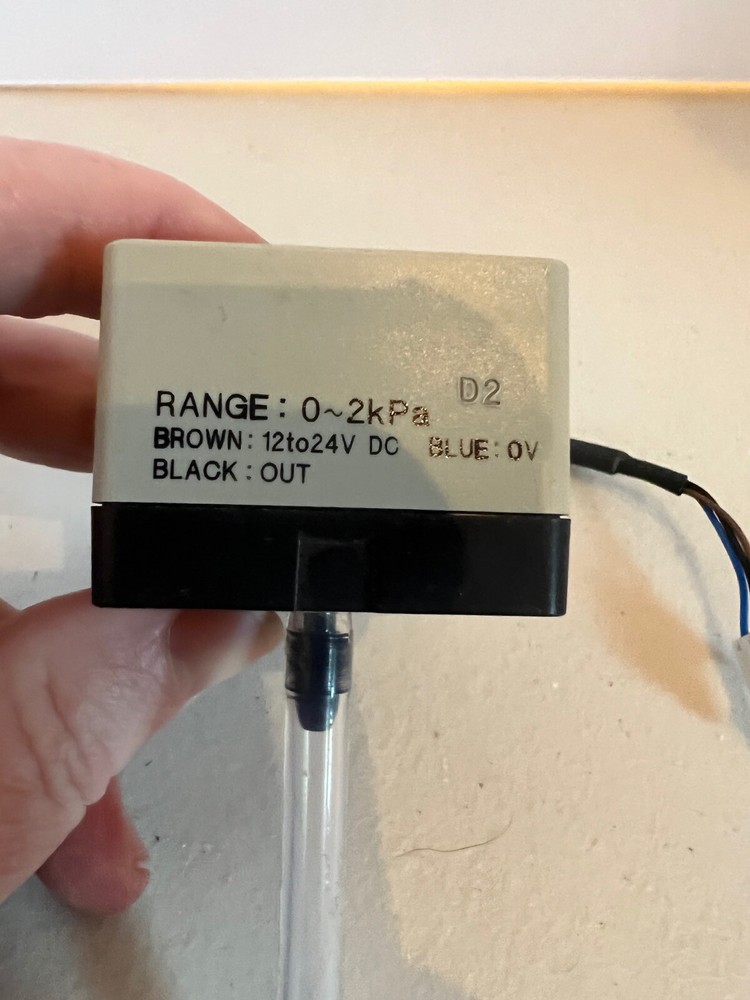 D2
RANGE: 0~2kPa
BROWN: 12to24V DC BLUE: 0V
BLACK: OUT